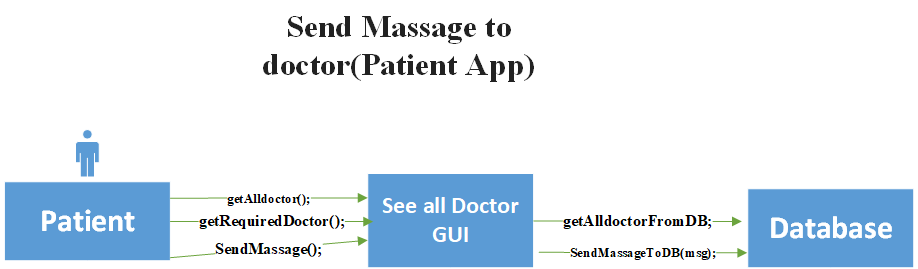 Send Massage to
doctor(Patient App)
Patient
getAlldoctor();
getRequiredDoctor();
SendMassage();
See all Doctor
GUI
getAlldoctorFromDB;
SendMassageToDB(msg);
Database